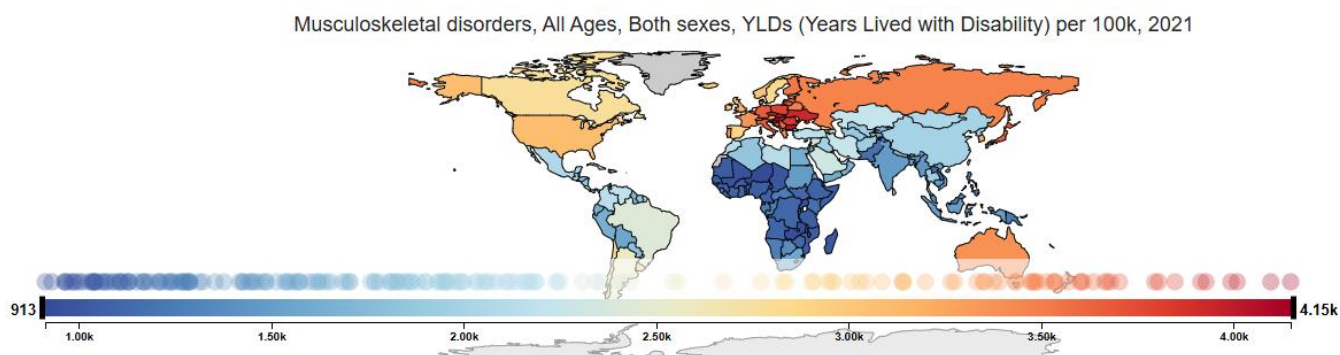 Musculoskeletal disorders, All Ages, Both sexes, YLDs (Years Lived with Disability) per 100k, 2021
913 4.15k
1.00k 1.50k 2.00k 2.50k 3.00k 3.50k 4.00k